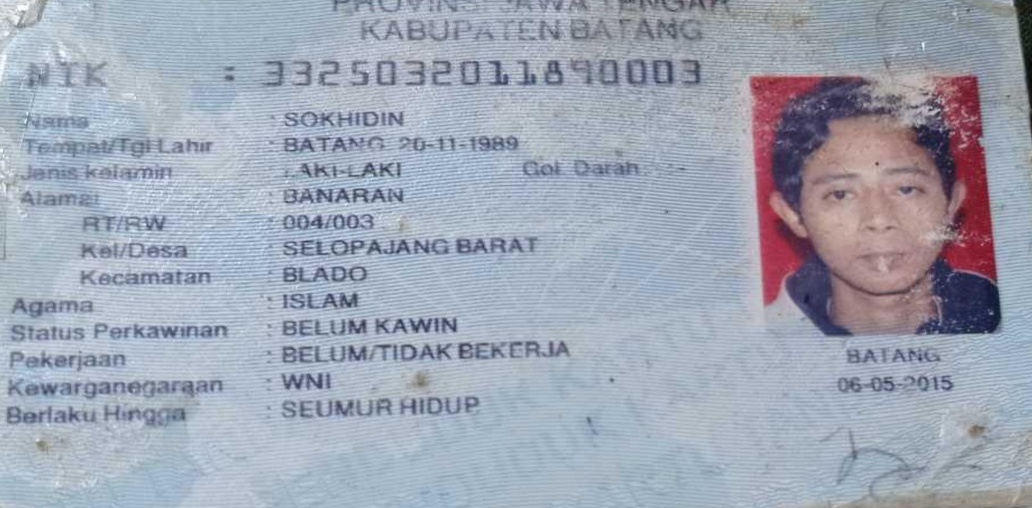 PROVINSI JAWA TENGAH
KABUPATEN BATANG
NIK : 3325032011890003
Nama : SOKHIDIN
Tempat/Tgl Lahir : BATANG 20-11-1989
Jenis kelamin : LAKI-LAKI Gol. Darah : -
Alamat : BANARAN
RT/RW : 004/003
Kel/Desa : SELOPAJANG BARAT
Kecamatan : BLADO
Agama : ISLAM
Status Perkawinan : BELUM KAWIN
Pekerjaan : BELUM/TIDAK BEKERJA
Kewarganegaraan : WNI
Berlaku Hingga : SEUMUR HIDUP
BATANG
06-05-2015